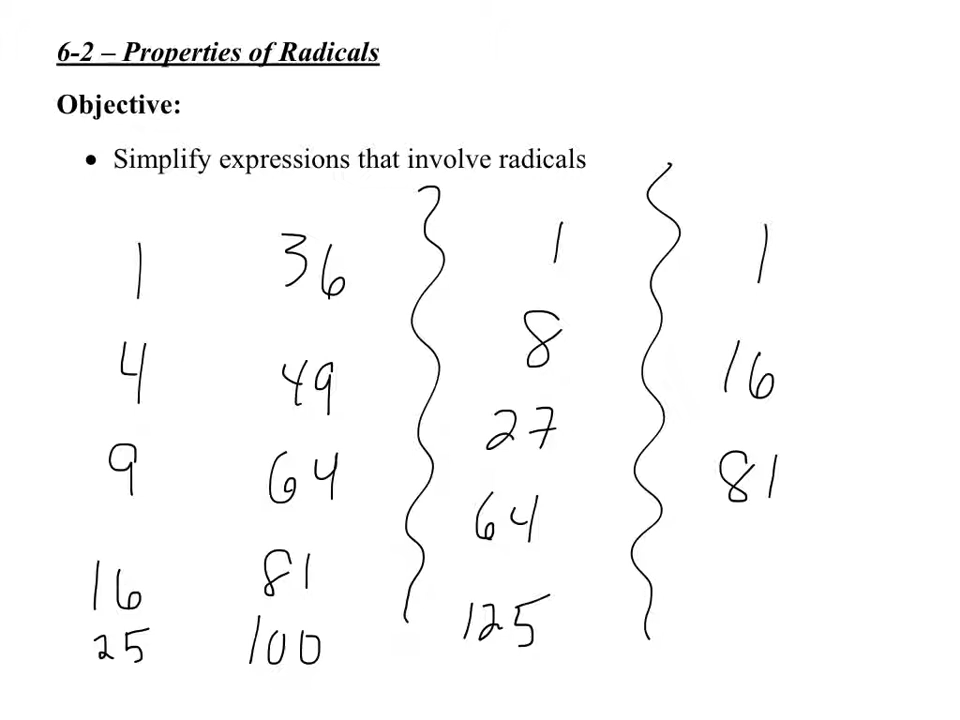 6-2 – Properties of Radicals
Objective:
• Simplify expressions that involve radicals
1 36 1 1
4 49 8 16
9 64 27 81
16 81 64
25 100 125